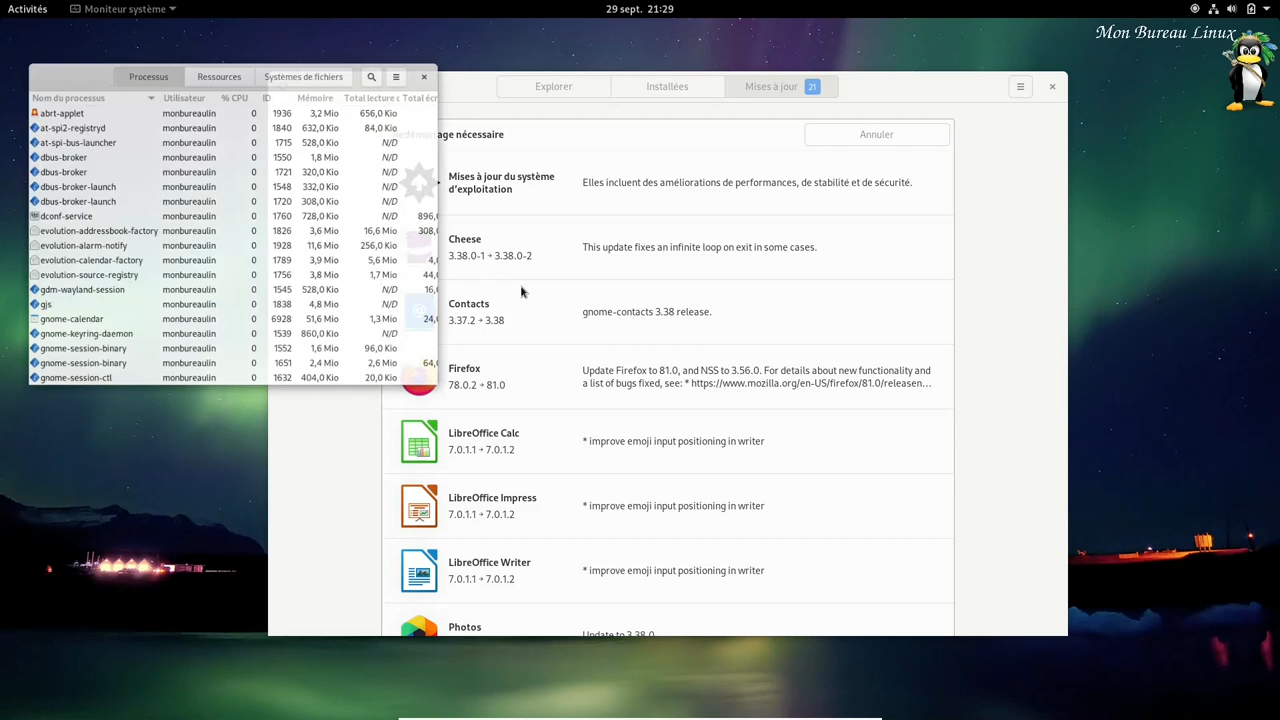 Activités
Moniteur système
29 sept. 21:29
Mon Bureau Linux
Processus Ressources Systèmes de fichiers
Nom du processus Utilisateur % CPU ID Mémoire Total lecture Total écr
abrt-applet monbureaulin 0 1936 3,2 Mio 656,0 Kio
at-spi2-registryd monbureaulin 0 1840 632,0 Kio 84,0 Kio
at-spi-bus-launcher monbureaulin 0 1715 528,0 Kio N/D
dbus-broker monbureaulin 0 1550 1,8 Mio N/D
dbus-broker monbureaulin 0 1721 320,0 Kio N/D
dbus-broker-launch monbureaulin 0 1548 332,0 Kio N/D
dbus-broker-launch monbureaulin 0 1720 308,0 Kio N/D
dconf-service monbureaulin 0 1760 728,0 Kio N/D 896,
evolution-addressbook-factory monbureaulin 0 1826 3,6 Mio 16,6 Mio 308,
evolution-alarm-notify monbureaulin 0 1928 11,6 Mio 256,0 Kio
evolution-calendar-factory monbureaulin 0 1789 3,9 Mio 5,6 Mio 4,
evolution-source-registry monbureaulin 0 1756 3,8 Mio 1,7 Mio 44,
gdm-wayland-session monbureaulin 0 1545 528,0 Kio N/D 16,
gjs monbureaulin 0 1838 4,8 Mio N/D
gnome-calendar monbureaulin 0 6928 51,6 Mio 1,3 Mio 24,
gnome-keyring-daemon monbureaulin 0 1539 860,0 Kio N/D
gnome-session-binary monbureaulin 0 1552 1,6 Mio 96,0 Kio
gnome-session-binary monbureaulin 0 1651 2,4 Mio 2,6 Mio 64,
gnome-session-ctl monbureaulin 0 1632 404,0 Kio 20,0 Kio
Explorer Installées Mises à jour 21
nécessaire Annuler
Mises à jour du système
d'exploitation
Elles incluent des améliorations de performances, de stabilité et de sécurité.
Cheese
3.38.0-1 → 3.38.0-2
This update fixes an infinite loop on exit in some cases.
Contacts
3.37.2 → 3.38
gnome-contacts 3.38 release.
Firefox
78.0.2 → 81.0
Update Firefox to 81.0, and NSS to 3.56.0. For details about new functionality and
a list of bugs fixed, see: * https://www.mozilla.org/en-US/firefox/81.0/releasen…
LibreOffice Calc
7.0.1.1 → 7.0.1.2
* improve emoji input positioning in writer
LibreOffice Impress
7.0.1.1 → 7.0.1.2
* improve emoji input positioning in writer
LibreOffice Writer
7.0.1.1 → 7.0.1.2
* improve emoji input positioning in writer
Photos
Update to 3.38.0